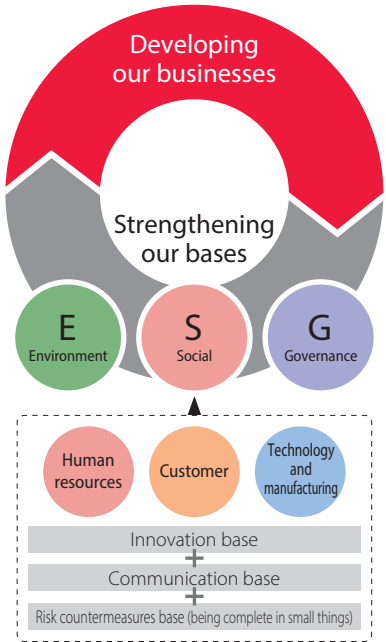 Developing
our businesses
Strengthening
our bases
E
Environment
S
Social
G
Governance
Human
resources
Customer
Technology
and
manufacturing
Innovation base
+
Communication base
+
Risk countermeasures base (being complete in small things)